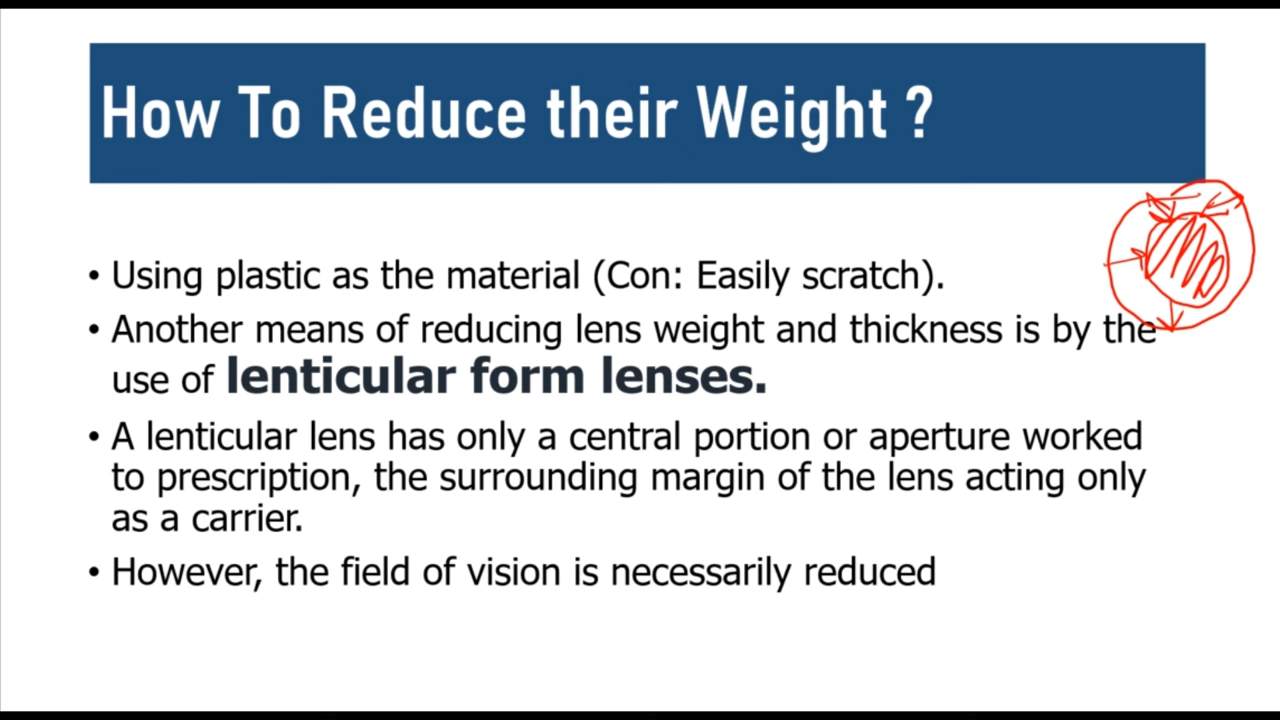 How To Reduce their Weight ?
• Using plastic as the material (Con: Easily scratch).
• Another means of reducing lens weight and thickness is by the
use of lenticular form lenses.
• A lenticular lens has only a central portion or aperture worked
to prescription, the surrounding margin of the lens acting only
as a carrier.
• However, the field of vision is necessarily reduced